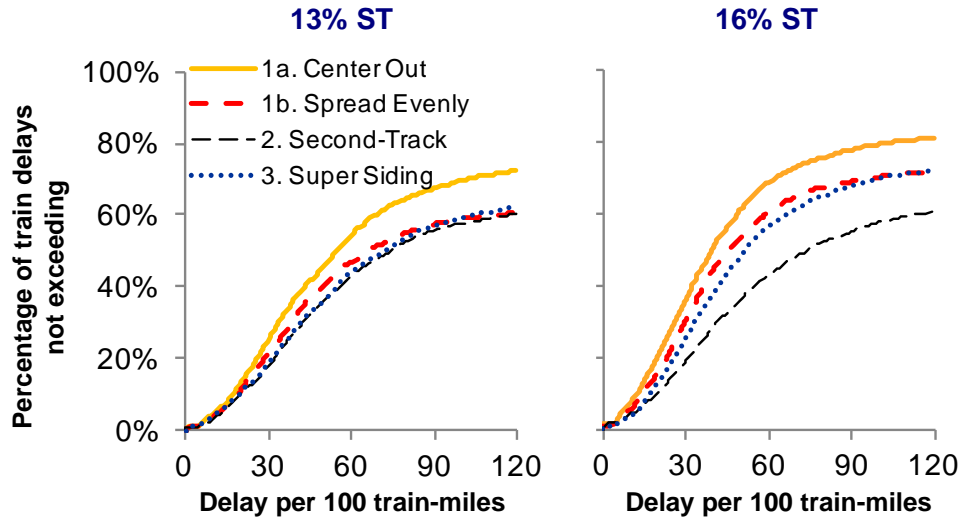 13% ST
16% ST
100%
80%
60%
40%
20%
0%
Percentage of train delays
not exceeding
1a. Center Out
1b. Spread Evenly
2. Second-Track
3. Super Siding
0 30 60 90 120
0 30 60 90 120
Delay per 100 train-miles
Delay per 100 train-miles